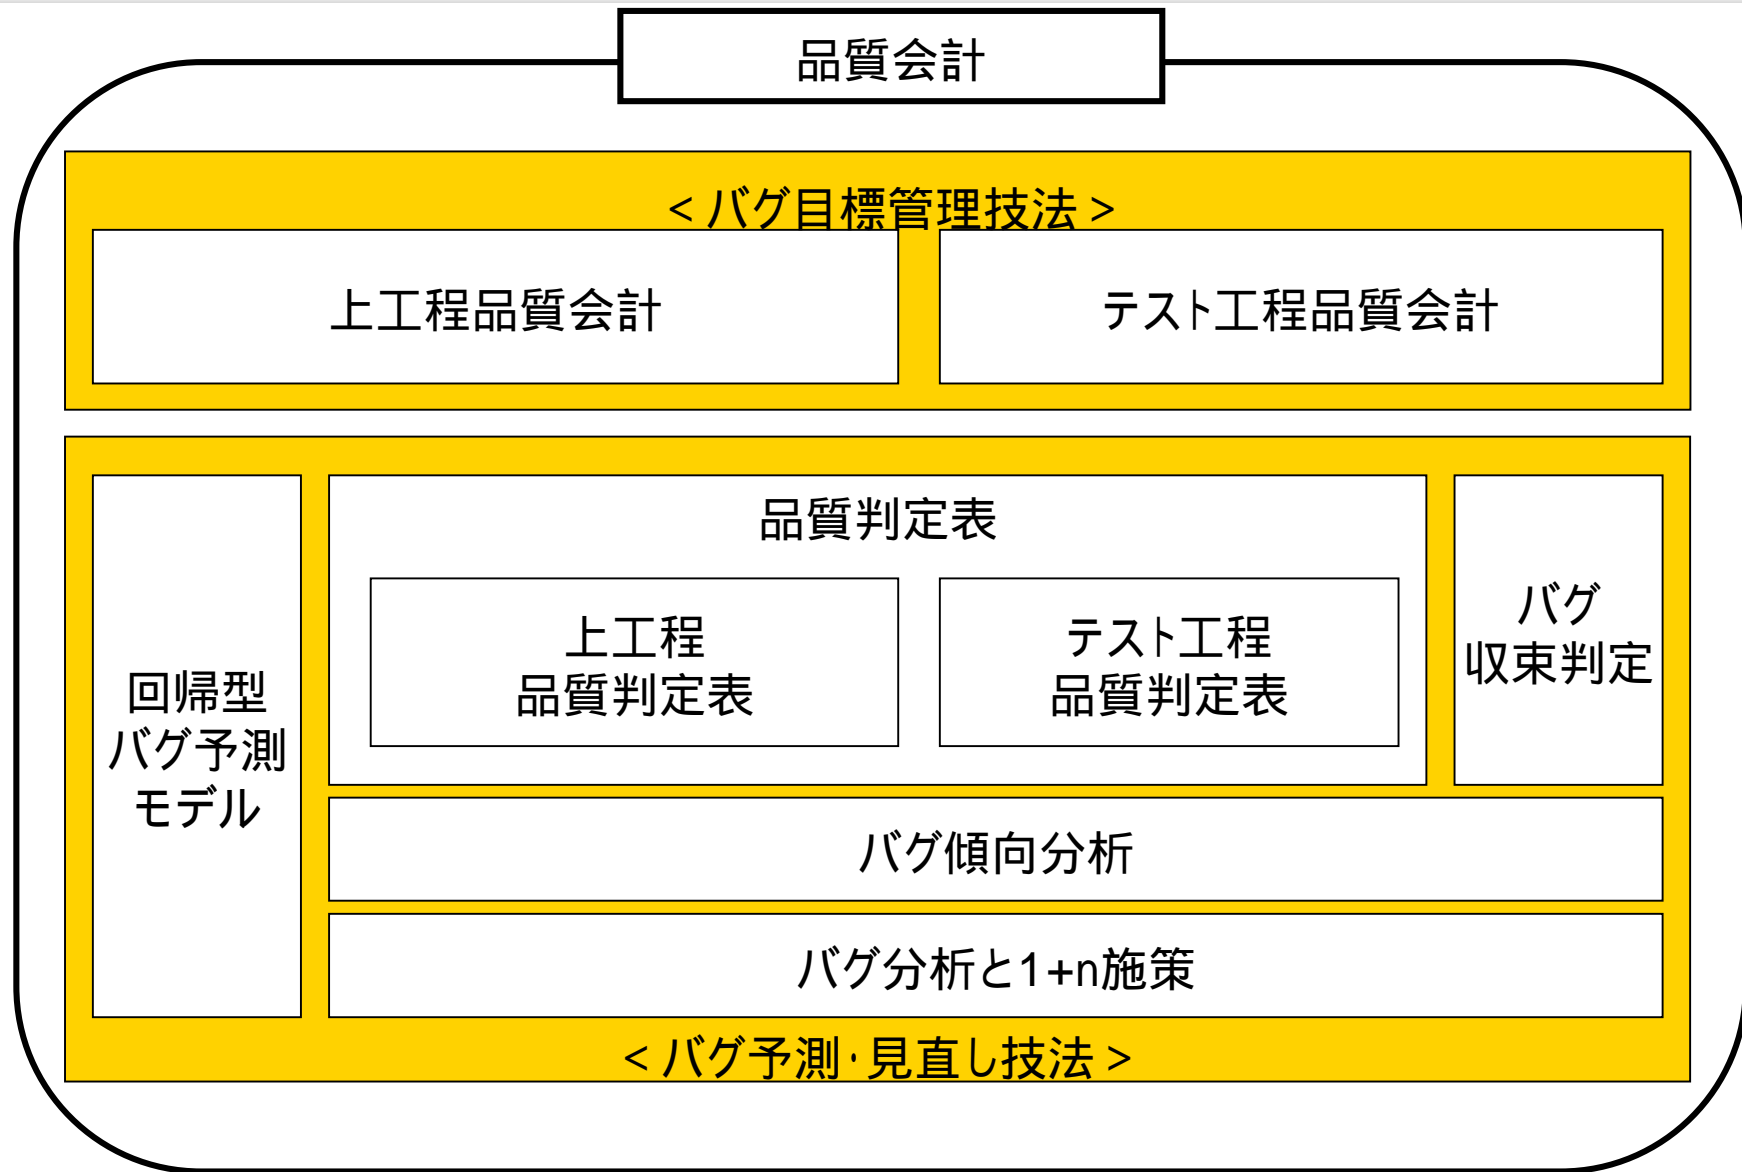 品質会計
<バグ目標管理技法>
上工程品質会計
テスト工程品質会計
品質判定表
上工程
品質判定表
テスト工程
品質判定表
バグ
収束判定
回帰型
バグ予測
モデル
バグ傾向分析
バグ分析と1+n施策
<バグ予測・見直し技法>